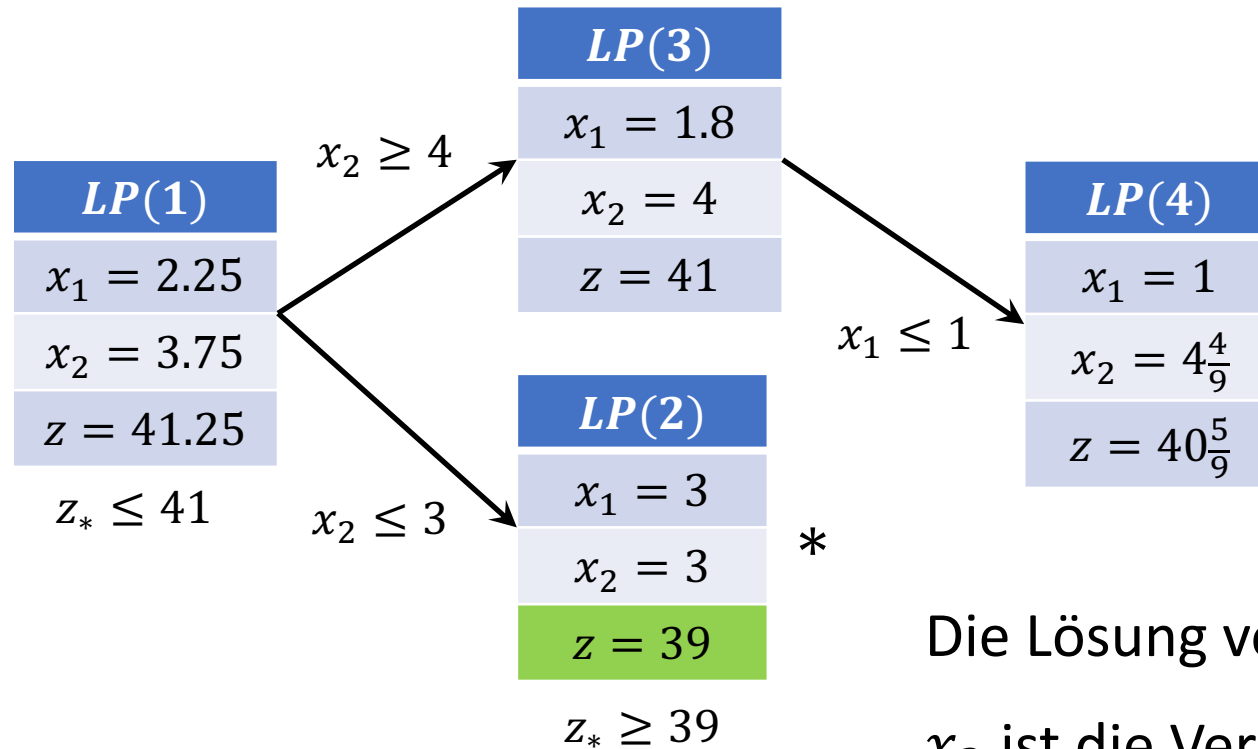 LP(1)
x₁ = 2.25
x₂ = 3.75
z = 41.25
z∗ ≤ 41
x₂ ≥ 4
x₂ ≤ 3
LP(3)
x₁ = 1.8
x₂ = 4
z = 41
LP(2)
x₁ = 3
x₂ = 3
z = 39
z∗ ≥ 39
*
x₁ ≤ 1
LP(4)
x₁ = 1
x₂ = 4 4/9
z = 40 5/9
Die Lösung
ist die